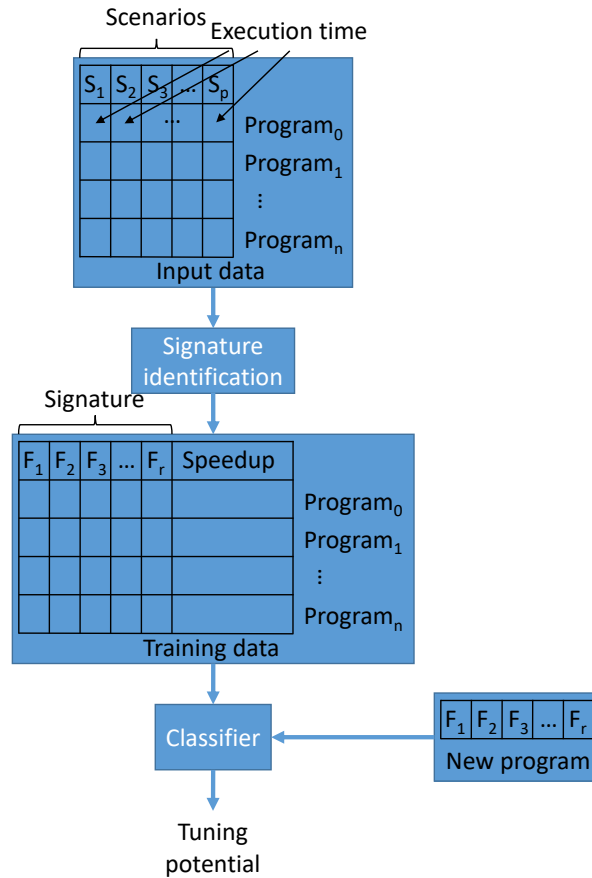 Scenarios
Execution time
S1 S2 S3 ... Sp
...
Program0
Program1
⋮
Programn
Input data
Signature
identification
Signature
F1 F2 F3 ... Fr Speedup
Program0
Program1
⋮
Programn
Training data
Classifier
F1 F2 F3 ... Fr
New program
Tuning
potential